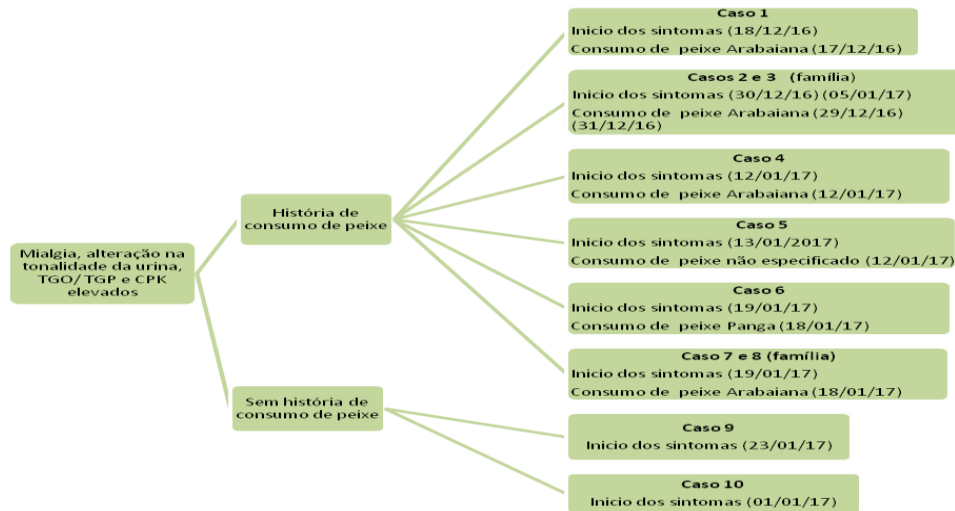 Mialgia, alteração na
tonalidade da urina,
TGO/ TGP e CPK
elevados
História de
consumo de peixe
Caso 1
Inicio dos sintomas (18/12/16)
Consumo de peixe Arabaiana (17/12/16)
Casos 2 e 3 (família)
Inicio dos sintomas (30/12/16) (05/01/17)
Consumo de peixe Arabaiana (29/12/16)
(31/12/16)
Caso 4
Inicio dos sintomas (12/01/17)
Consumo de peixe Arabaiana (12/01/17)
Caso 5
Inicio dos sintomas (13/01/2017)
Consumo de peixe não especificado (12/01/17)
Caso 6
Inicio dos sintomas (19/01/17)
Consumo de peixe Panga (18/01/17)
Caso 7 e 8 (família)
Inicio dos sintomas (19/01/17)
Consumo de peixe Arabaiana (18/01/17)
Sem história de
consumo de peixe
Caso 9
Inicio dos sintomas (23/01/17)
Caso 10
Inicio dos sintomas (01/01/17)